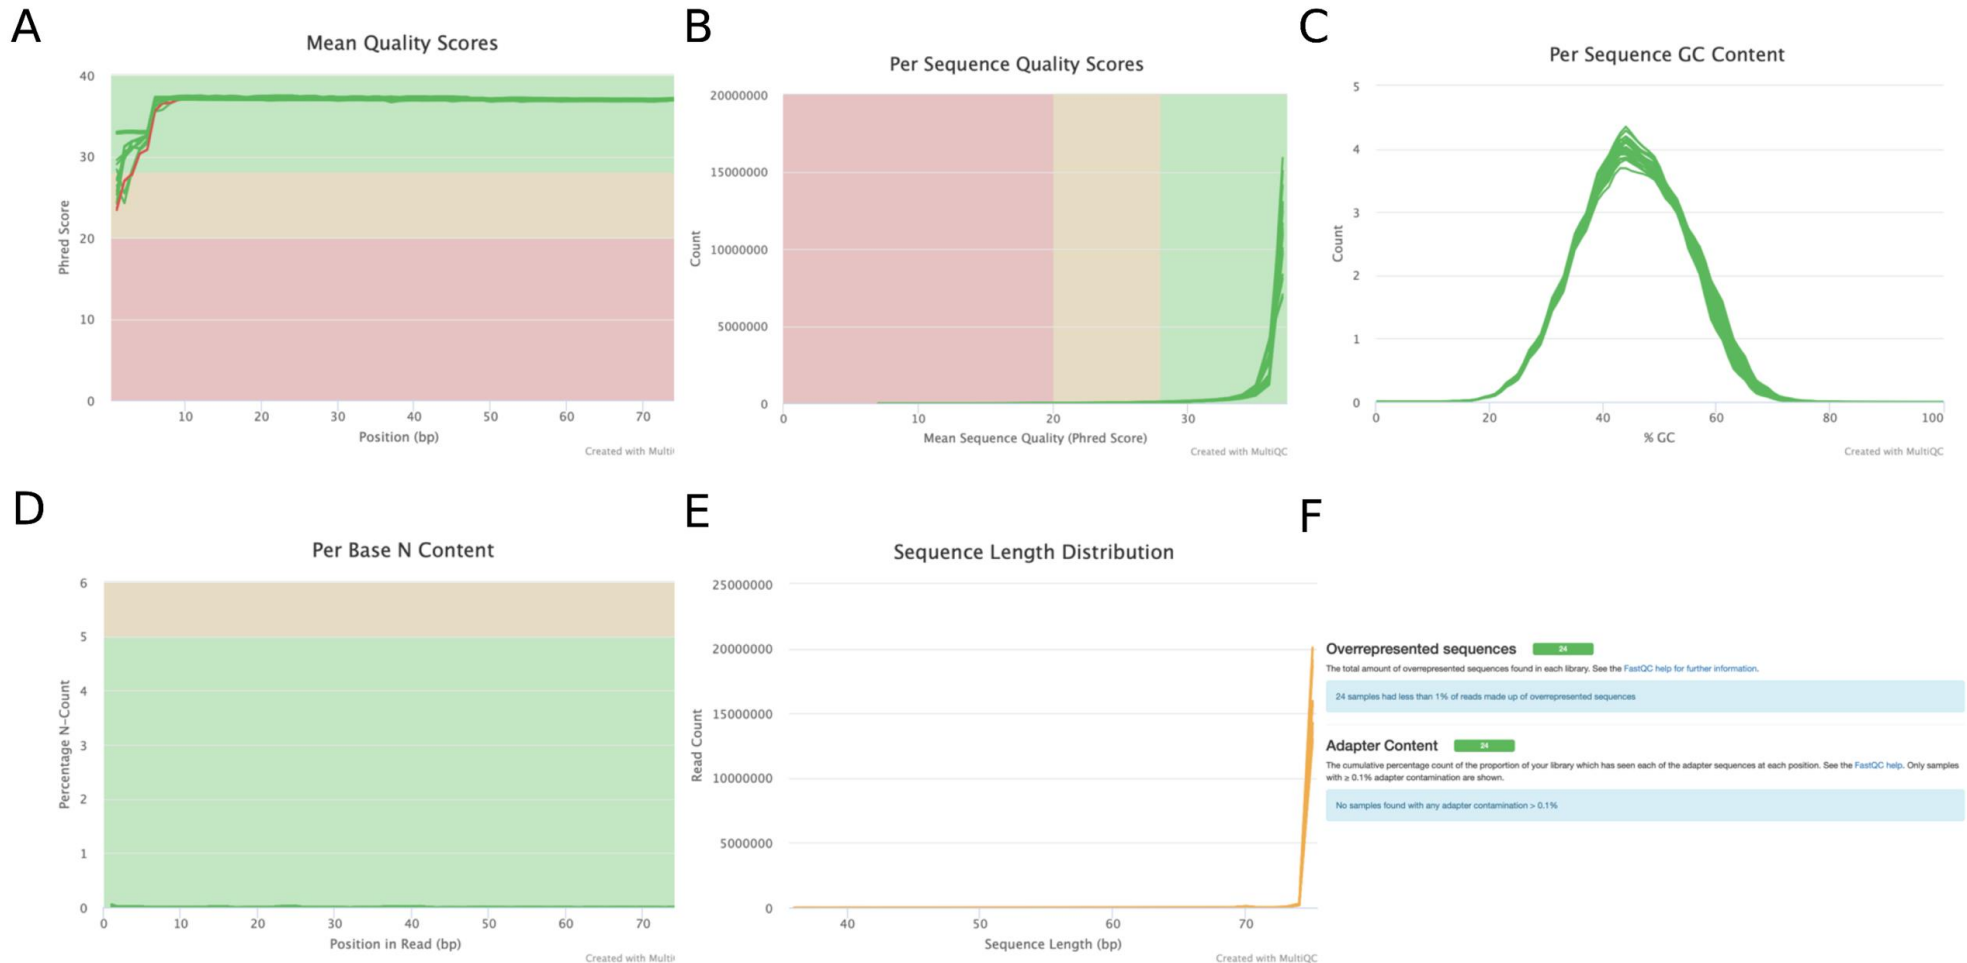 A
Mean Quality Scores
40
30
20
10
0
Phred Score
10 20 30 40 50 60 70
Position (bp)
Created with Multi
B
Per Sequence Quality Scores
20000000
15000000
10000000
5000000
0
Count
0 10 20 30
Mean Sequence Quality (Phred Score)
Created with MultiQC
C
Per Sequence GC Content
5
4
3
2
1
0
Count
0 20 40 60 80 100
% GC
Created with MultiQC
D
Per Base N Content
6
5
4
3
2
1
0
Percentage N-Count
0 10 20 30 40 50 60 70
Position in Read (bp)
Created with Multi
E
Sequence Length Distribution
25000000
20000000
15000000
10000000
5000000
0
Read Count
40 50 60 70
Sequence Length (bp)
Created with MultiQC
F
Overrepresented sequences 24
The total amount of overrepresented sequences found in each library. See the FastQC help for further information.
24 samples had less than 1% of reads made up of overrepresented sequences
Adapter Content 24
The cumulative percentage count of the proportion of your library which has seen each of the adapter sequences at each position. See the FastQC help. Only samples
with ≥ 0.1% adapter contamination are shown.
No samples found with any adapter contamination > 0.1%